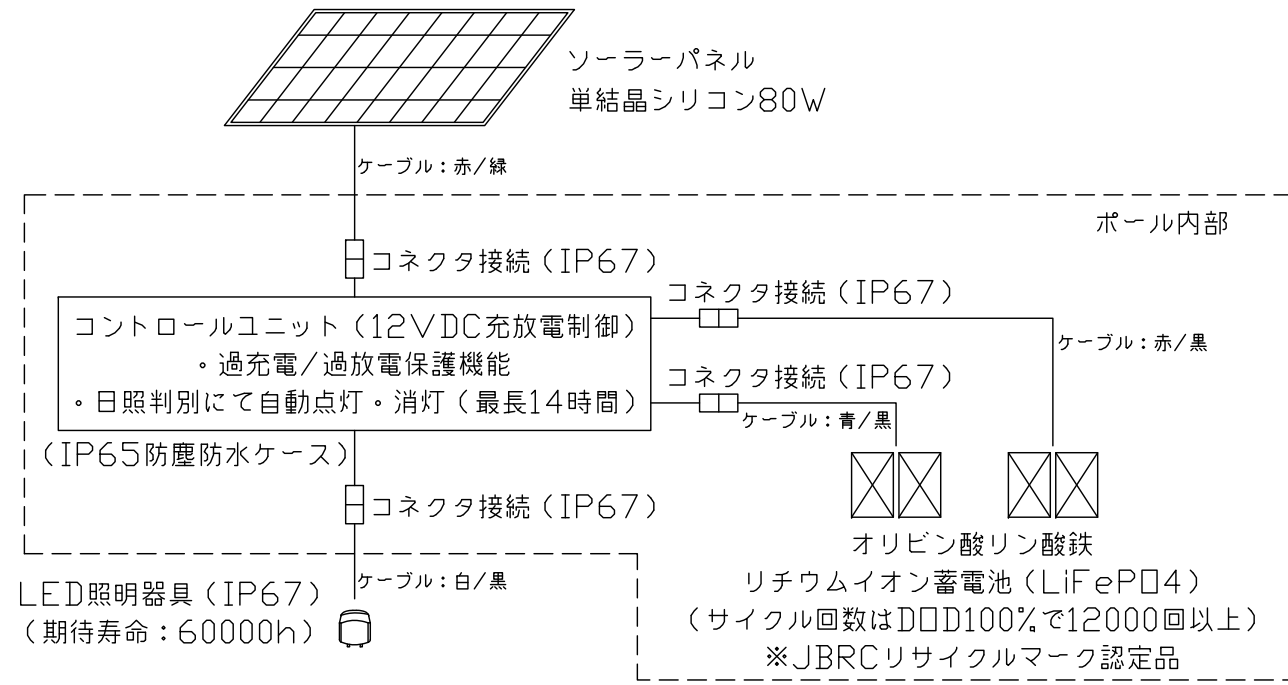 ソーラーパネル
単結晶シリコン80W
ケーブル：赤/緑
ポール内部
コネクタ接続（IP67）
コネクタ接続（IP67）
コントロールユニット（12VDC充放電制御）
・過充電/過放電保護機能
・日照判別にて自動点灯・消灯（最長14時間）
ケーブル：赤/黒
コネクタ接続（IP67）
ケーブル：青/黒
（IP65防塵防水ケース）
コネクタ接続（IP67）
オリビン酸リン酸鉄
リチウムイオン蓄電池（LiFePO4）
（サイクル回数はDOD100%で12000回以上）
※JBRCリサイクルマーク認定品
ケーブル：白/黒
LED照明器具（IP67）
（期待寿命：60000h）